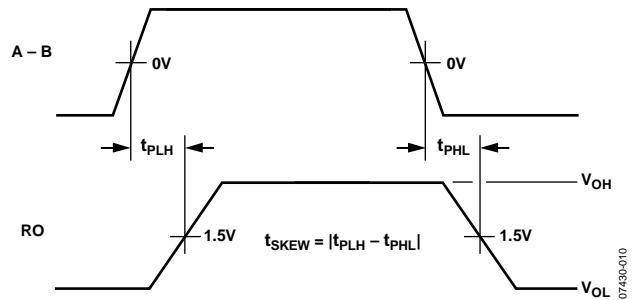 A – B
0V
0V
tPLH
tPHL
VOH
RO
1.5V
tSKEW = |tPLH – tPHL|
1.5V
VOL
07430-010